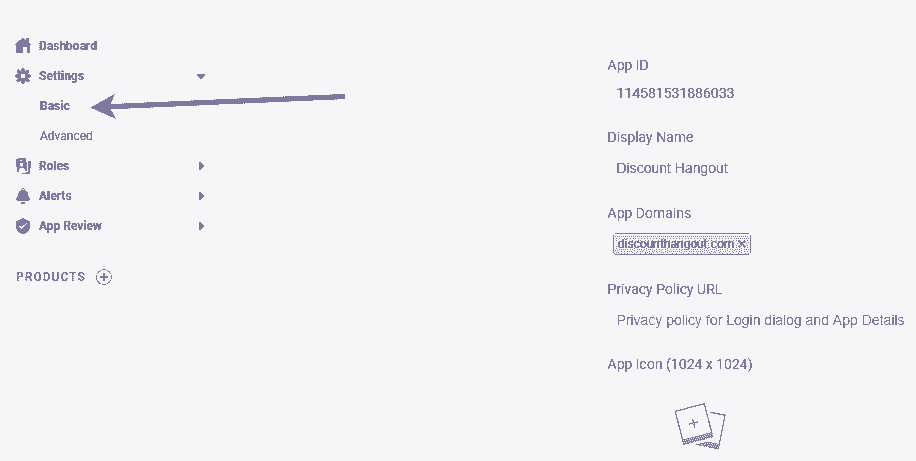 Dashboard
Settings
Basic
Advanced
Roles
Alerts
App Review
PRODUCTS
App ID
114581531886033
Display Name
Discount Hangout
App Domains
discounthangout.com ×
Privacy Policy URL
Privacy policy for Login dialog and App Details
App Icon (1024 x 1024)